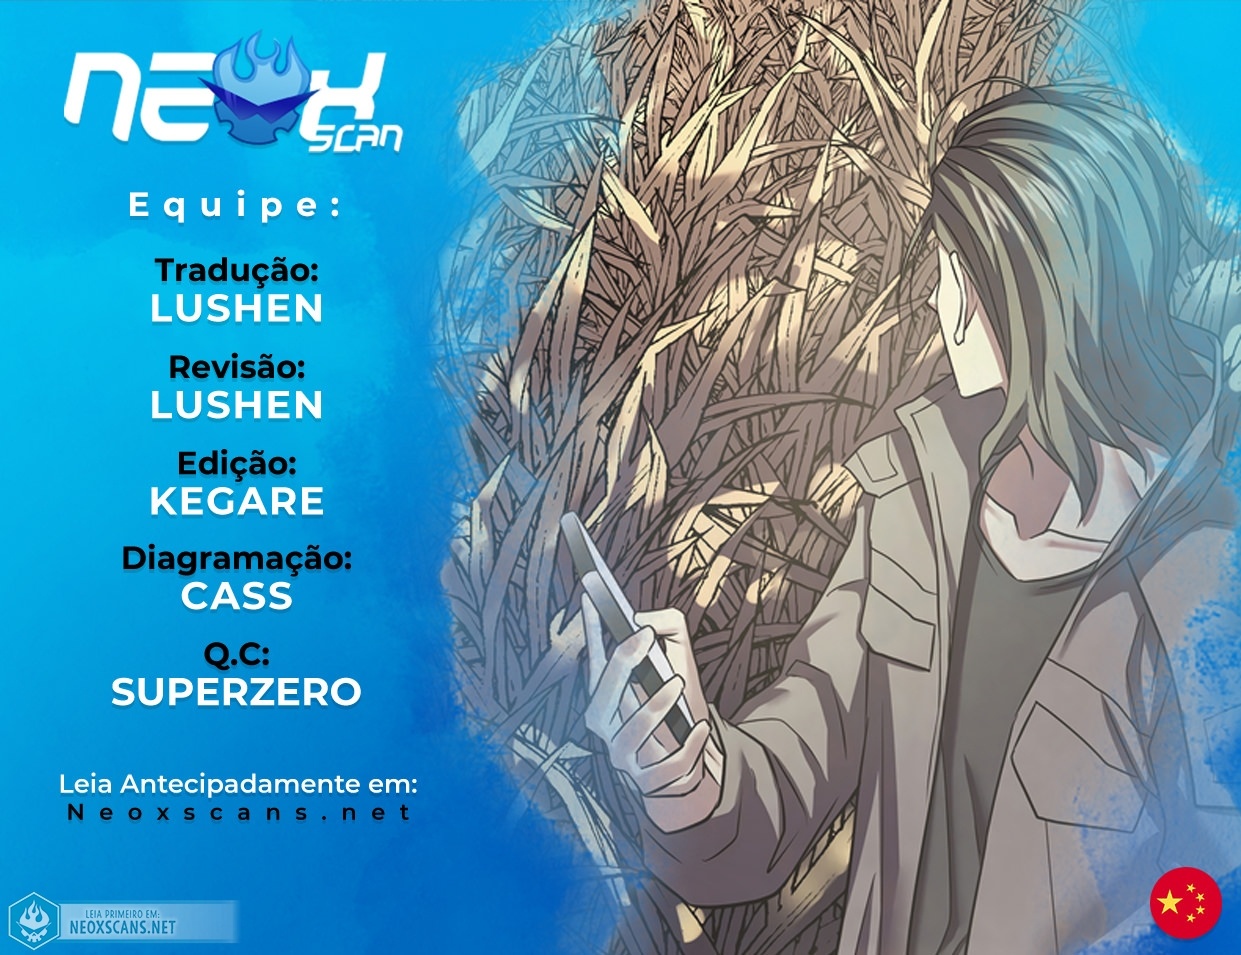 NEOX
SCAN
Equipe:
Tradução:
LUSHEN
Revisão:
LUSHEN
Edição:
KEGARE
Diagramação:
CASS
Q.C:
SUPERZERO
Leia Antecipadamente em:
Neoxscans.net
LEIA PRIMEIRO EM:
NEOXSCANS.NET